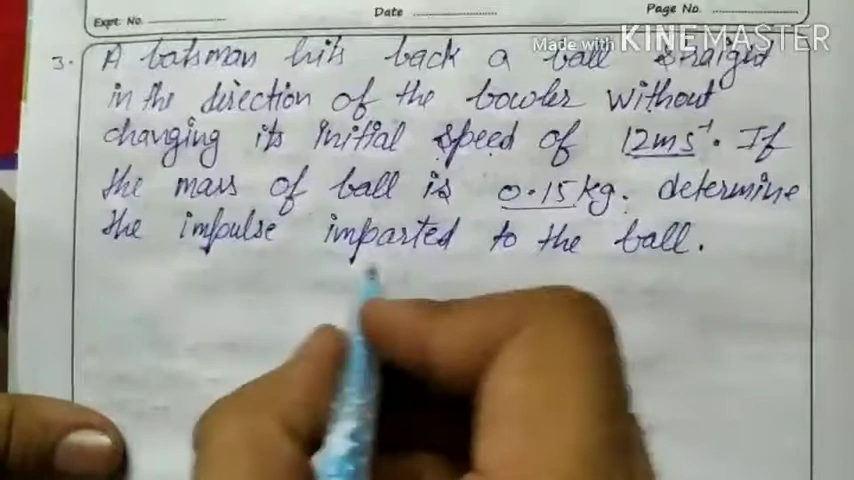 Expt. No.
Date
Page No.
Made with KINEMASTER
3. A batsman hits back a ball straight
in the direction of the bowler without
changing its initial speed of 12ms⁻¹. If
the mass of ball is 0.15kg. determine
the impulse imparted to the ball.